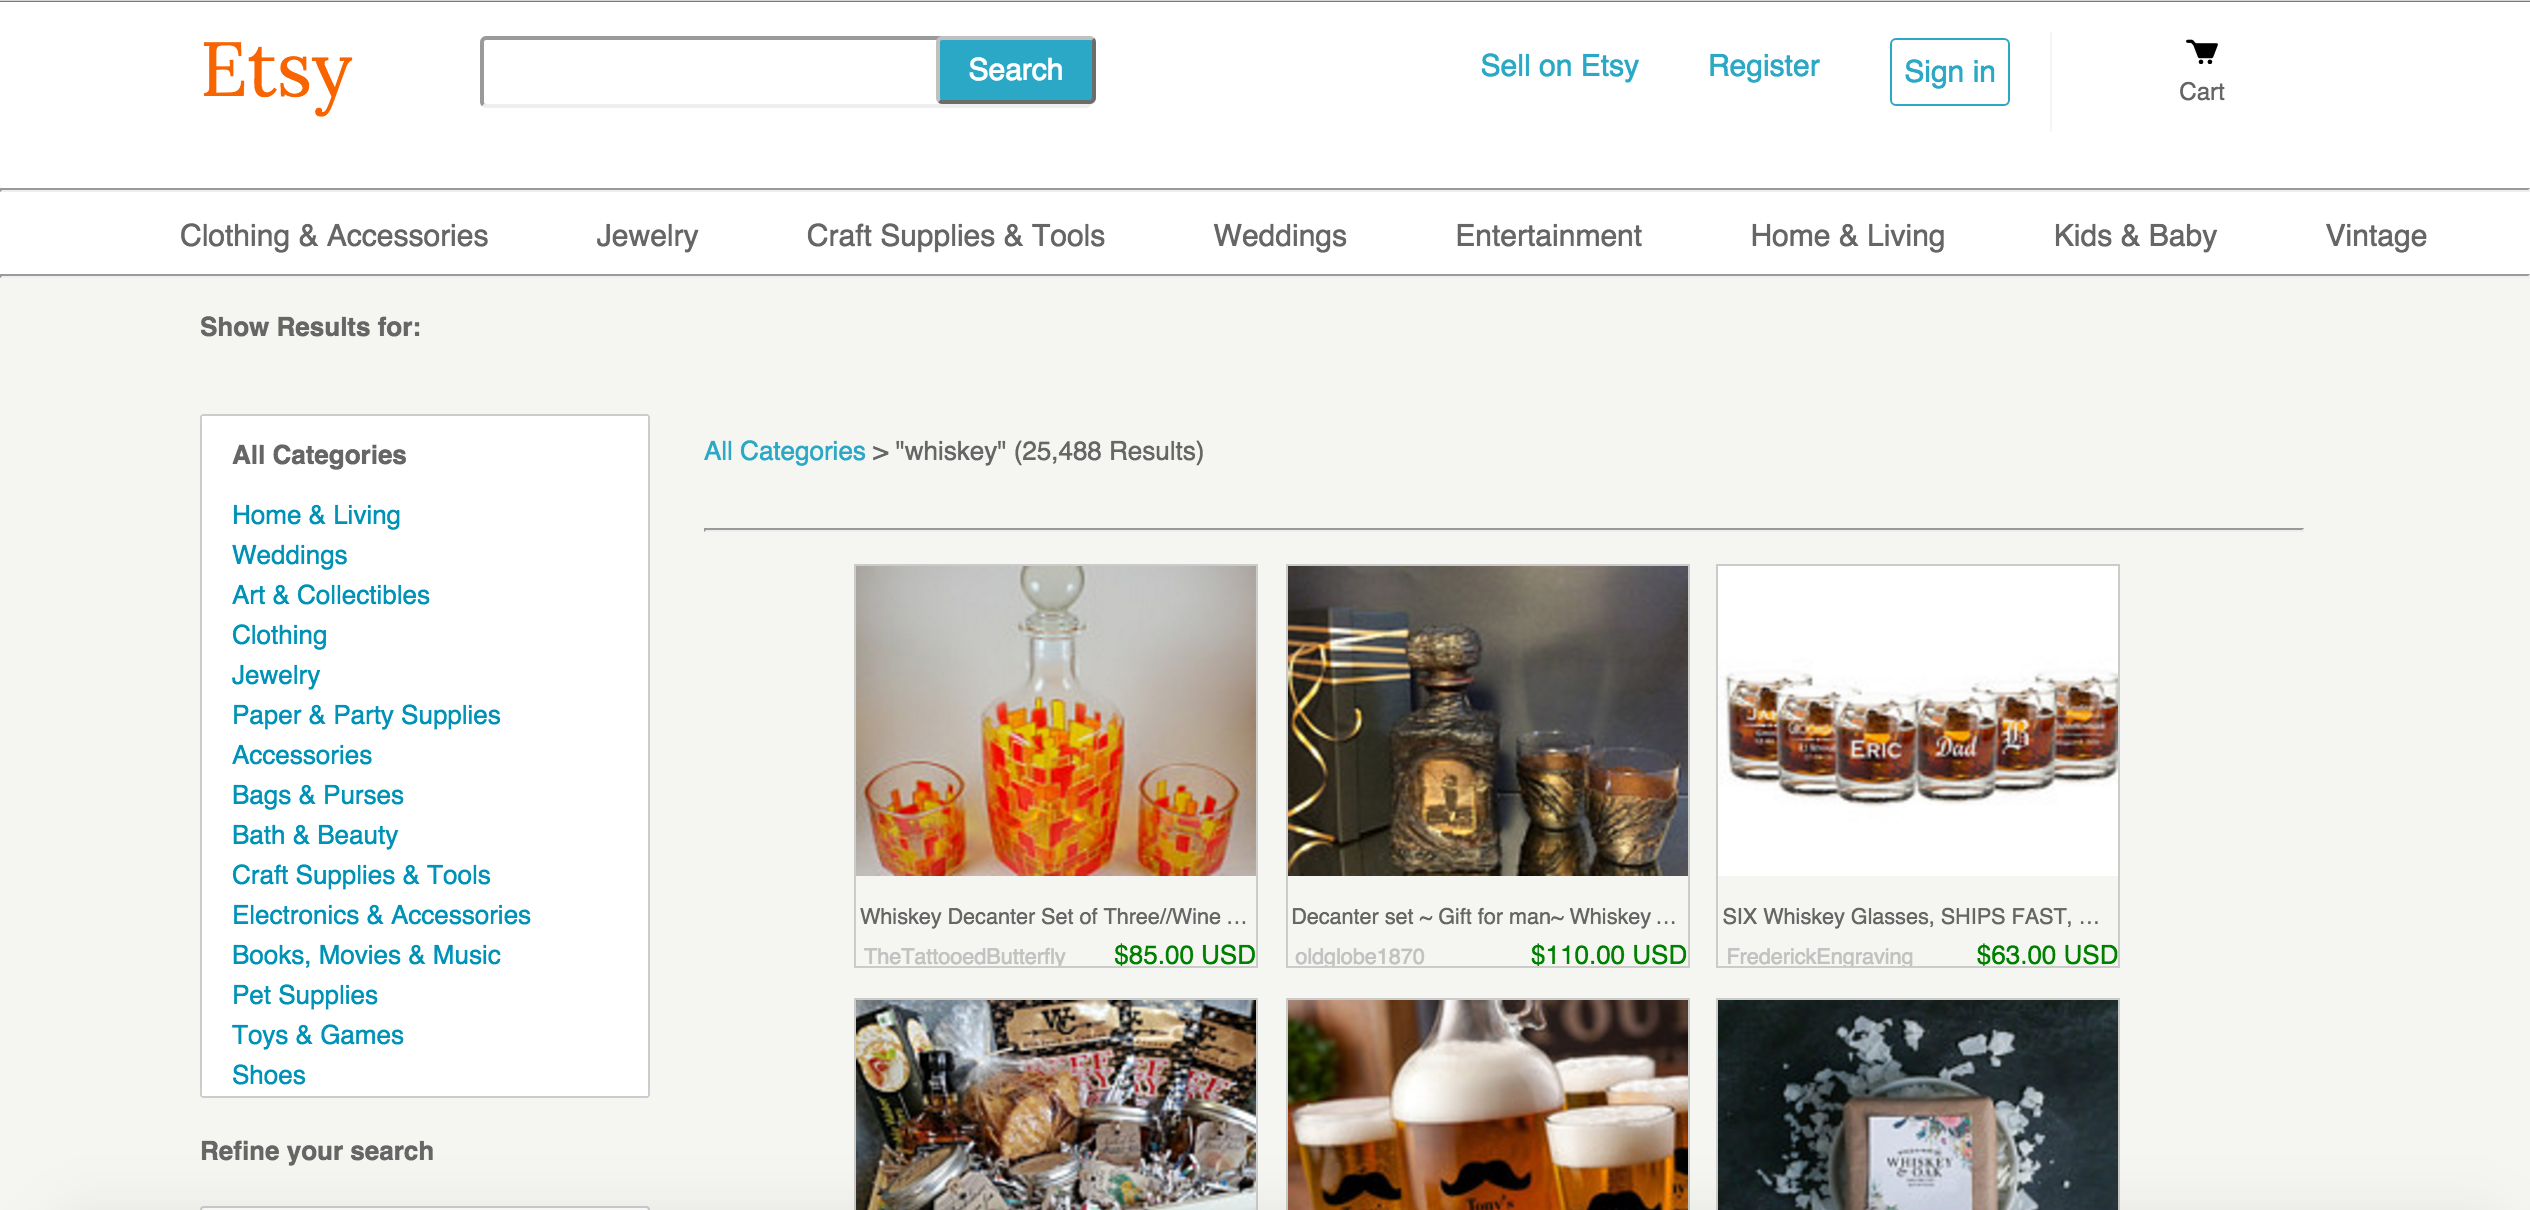 Etsy
Search
Sell on Etsy
Register
Sign in
Cart
Clothing & Accessories
Jewelry
Craft Supplies & Tools
Weddings
Entertainment
Home & Living
Kids & Baby
Vintage
Show Results for:
All Categories
Home & Living
Weddings
Art & Collectibles
Clothing
Jewelry
Paper & Party Supplies
Accessories
Bags & Purses
Bath & Beauty
Craft Supplies & Tools
Electronics & Accessories
Books, Movies & Music
Pet Supplies
Toys & Games
Shoes
Refine your search
All Categories > "whiskey" (25,488 Results)
ERIC
Dad
B
Whiskey Decanter Set of Three//Wine ...
TheTattooedButterfly $85.00 USD
Decanter set ~ Gift for man~ Whiskey ...
oldglobe1870 $110.00 USD
SIX Whiskey Glasses, SHIPS FAST, ...
FrederickEngraving $63.00 USD
Tony's
WHISKEY
& OAK